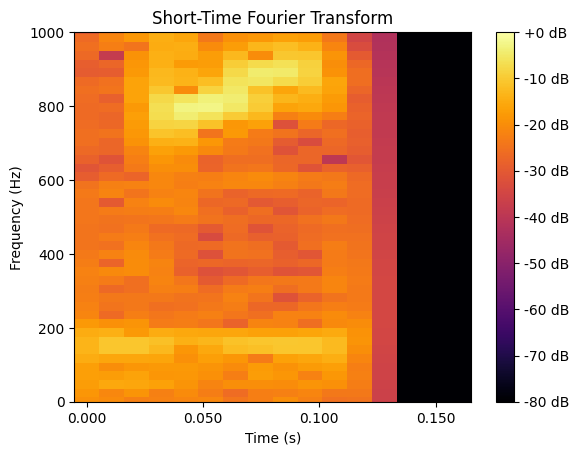 Short-Time Fourier Transform
Frequency (Hz)
1000
800
600
400
200
0
0.000
0.050
0.100
0.150
Time (s)
+0 dB
-10 dB
-20 dB
-30 dB
-40 dB
-50 dB
-60 dB
-70 dB
-80 dB